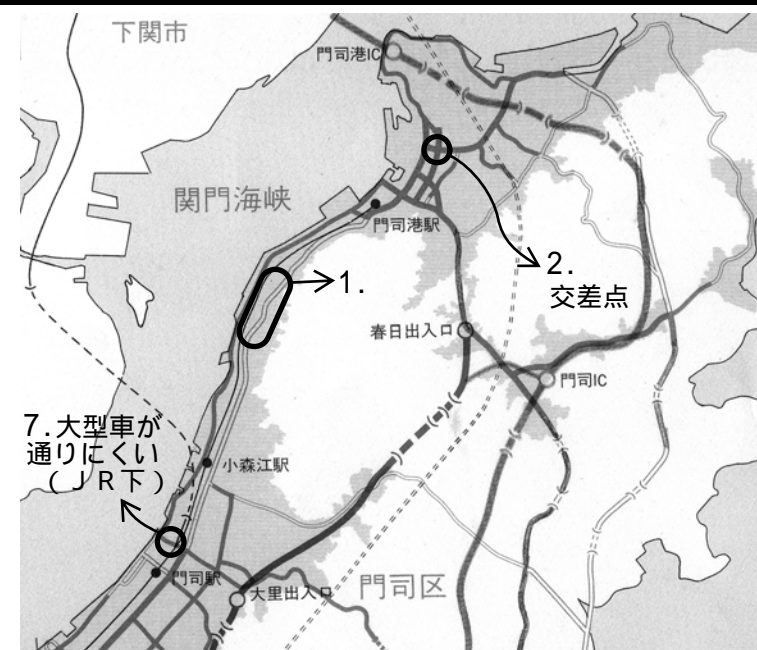 下関市
門司港IC
関門海峡
門司港駅
2.
交差点
1.
春日出入口
門司IC
7.大型車が
通りにくい
(JR下)
小森江駅
門司駅
大里出入口
門司区